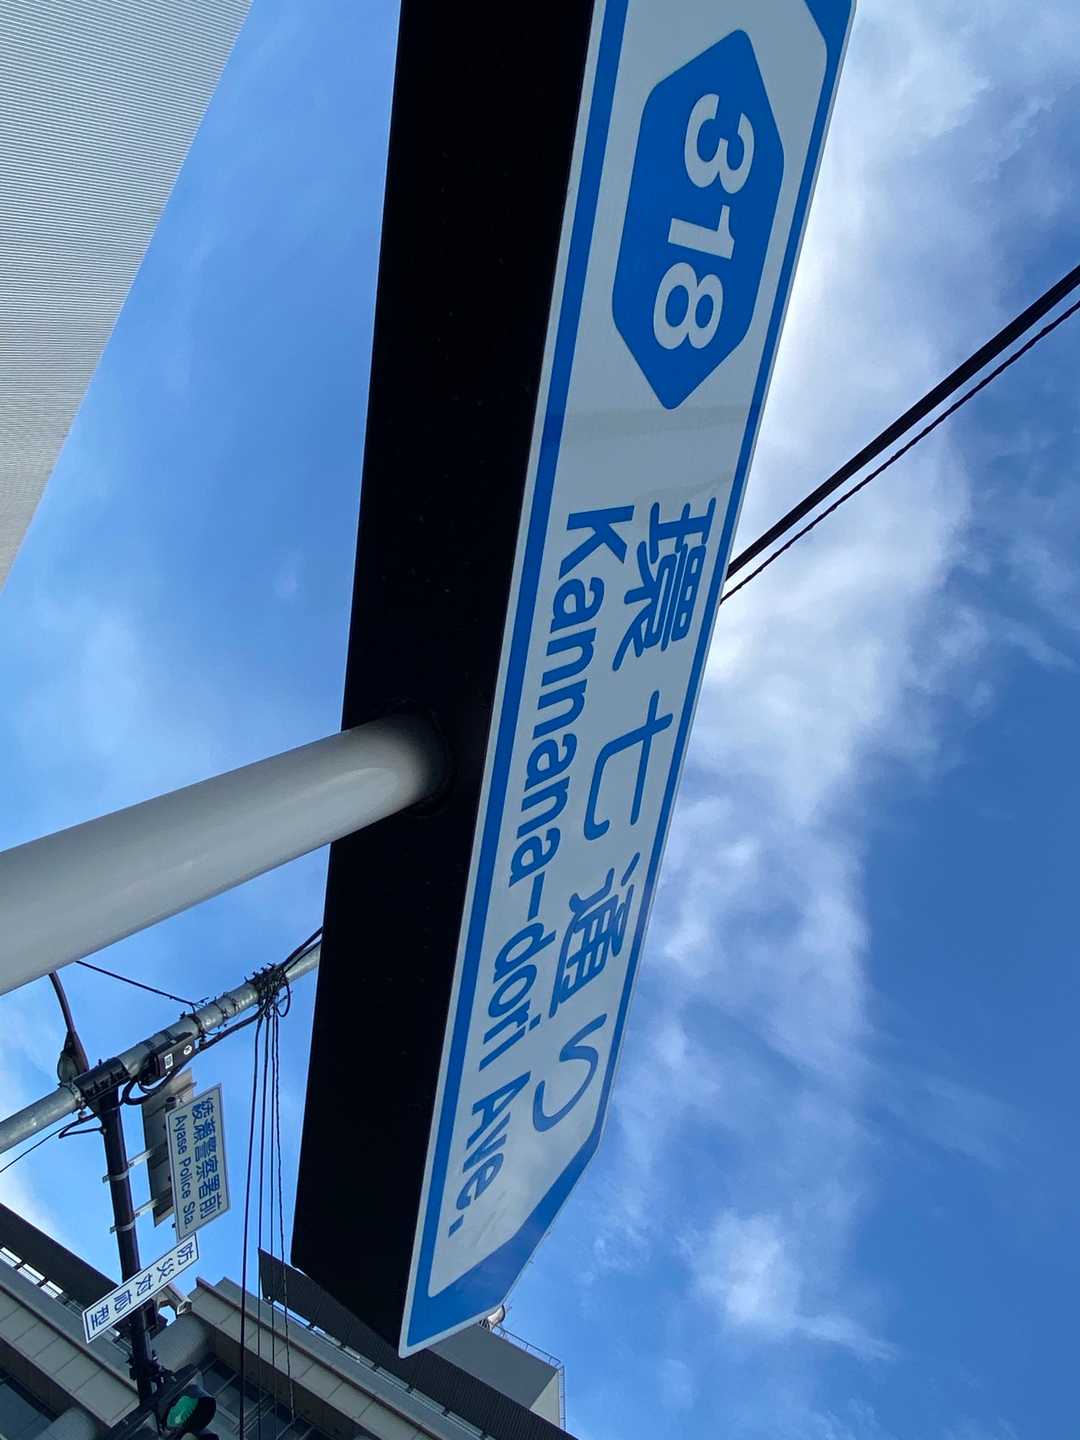 318
環七通り
Kannana-dori Ave.
綾瀬警察署前
Ayase Police Sta.
防災対応型